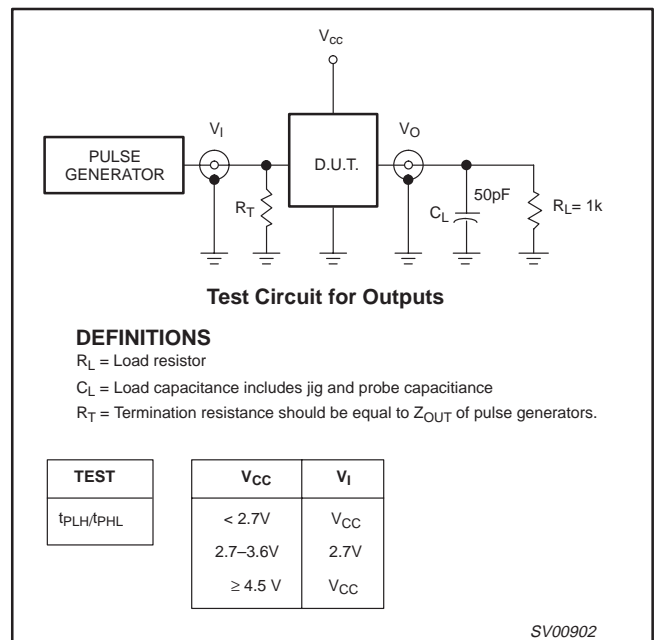 Vcc
VI
VO
PULSE
GENERATOR
D.U.T.
RT
50pF
CL
RL= 1k
Test Circuit for Outputs
DEFINITIONS
RL = Load resistor
CL = Load capacitance includes jig and probe capacitiance
RT = Termination resistance should be equal to ZOUT of pulse generators.
TEST
tPLH/tPHL
VCC VI
< 2.7V VCC
2.7–3.6V 2.7V
≥ 4.5 V VCC
SV00902